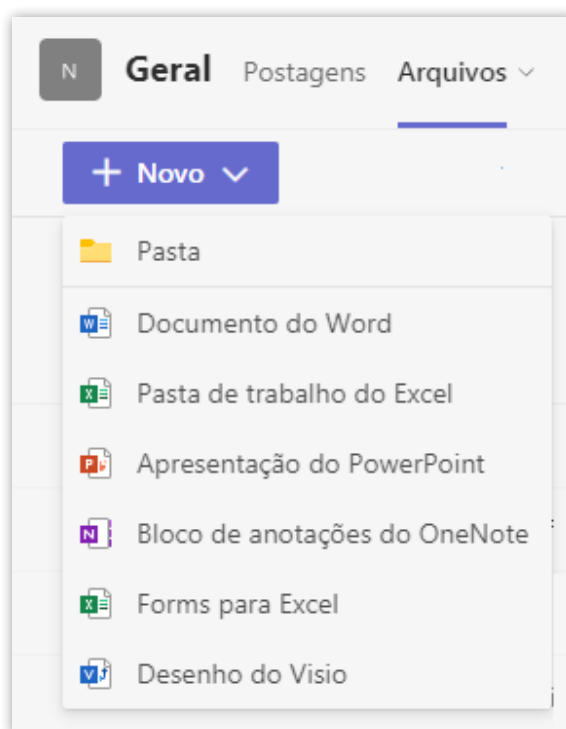 N Geral Postagens Arquivos
+ Novo
Pasta
Documento do Word
Pasta de trabalho do Excel
Apresentação do PowerPoint
Bloco de anotações do OneNote
Forms para Excel
Desenho do Visio